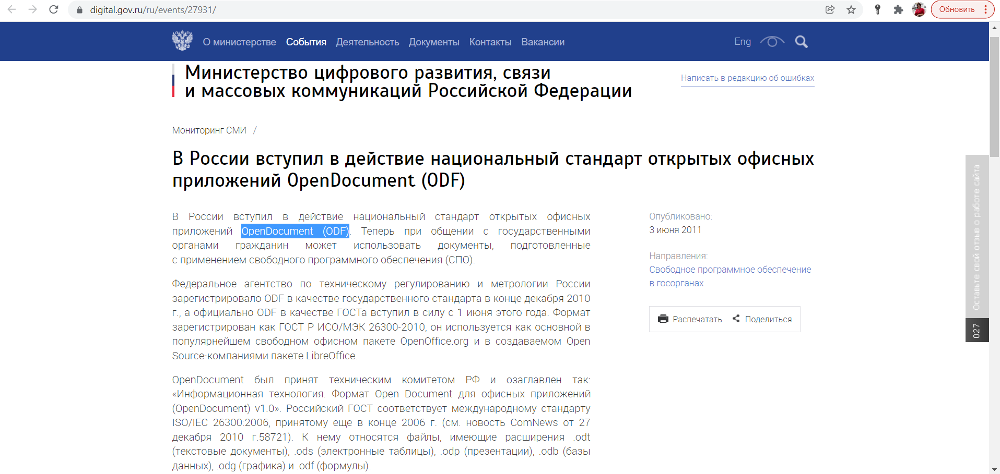 digital.gov.ru/ru/events/27931/
Обновить
О министерстве События Деятельность Документы Контакты Вакансии Eng
Министерство цифрового развития, связи
и массовых коммуникаций Российской Федерации
Написать в редакцию об ошибках
Мониторинг СМИ /
В России вступил в действие национальный стандарт открытых офисных
приложений OpenDocument (ODF)
В России вступил в действие национальный стандарт открытых офисных
приложений OpenDocument (ODF). Теперь при общении с государственными
органами гражданин может использовать документы, подготовленные
с применением свободного программного обеспечения (СПО).
Федеральное агентство по техническому регулированию и метрологии России
зарегистрировало ODF в качестве государственного стандарта в конце декабря 2010
г., а официально ODF в качестве ГОСТа вступил в силу с 1 июня этого года. Формат
зарегистрирован как ГОСТ Р ИСО/МЭК 26300-2010, он используется как основной в
популярнейшем свободном офисном пакете OpenOffice.org и в создаваемом Open
Source-компаниями пакете LibreOffice.
OpenDocument был принят техническим комитетом РФ и озаглавлен так:
«Информационная технология. Формат Open Document для офисных приложений
(OpenDocument) v1.0». Российский ГОСТ соответствует международному стандарту
ISO/IEC 26300:2006, принятому еще в конце 2006 г. (см. новость ComNews от 27
декабря 2010 г.58721). К нему относятся файлы, имеющие расширения .odt
(текстовые документы), .ods (электронные таблицы), .odp (презентации), .odb (базы
данных), .odg (графика) и .odf (формулы).
Опубликовано:
3 июня 2011
Направления:
Свободное программное обеспечение
в госорганах
Распечатать Поделиться
Оставьте свой отзыв о работе сайта
027